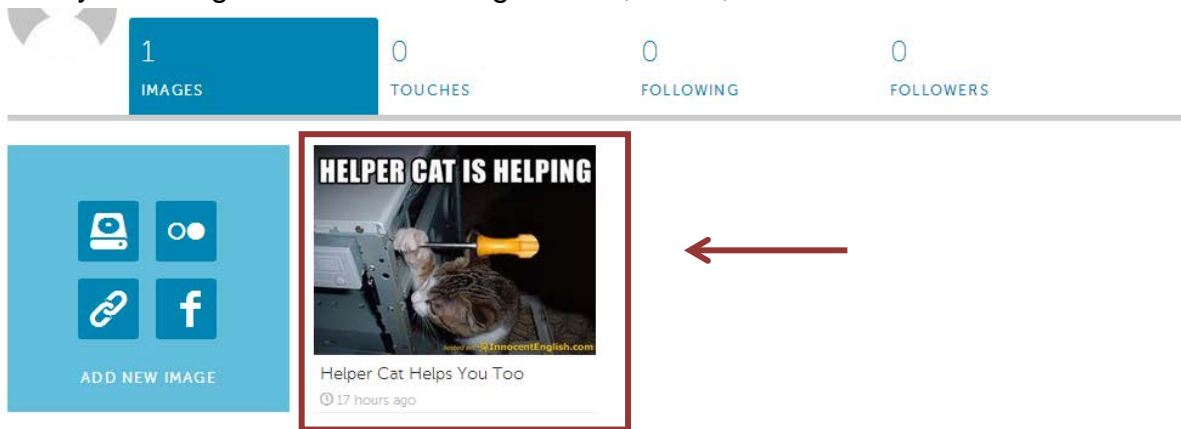 1
IMAGES
0
TOUCHES
0
FOLLOWING
0
FOLLOWERS
ADD NEW IMAGE
HELPER CAT IS HELPING
InnocentEnglish.com
Helper Cat Helps You Too
17 hours ago